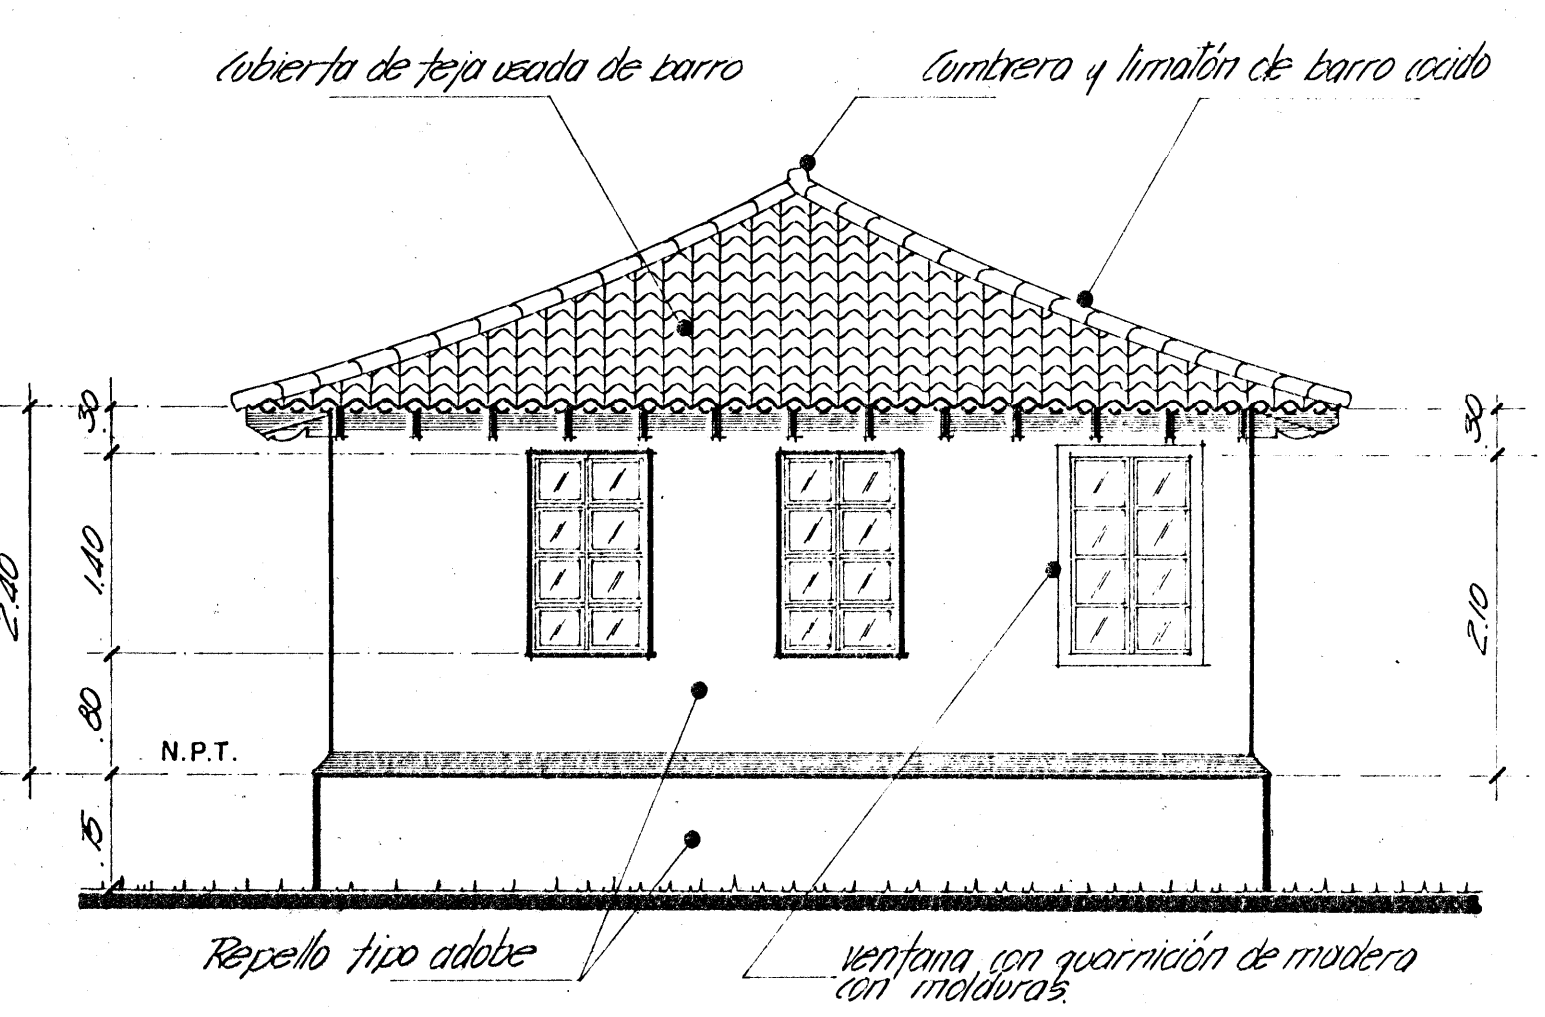 Cubierta de teja usada de barro
Cumbrera y limatón de barro cocido
.30
.30
1.40
2.40
2.10
.80
N.P.T.
.75
Repello tipo adobe
ventana con guarnición de madera
con molduras.